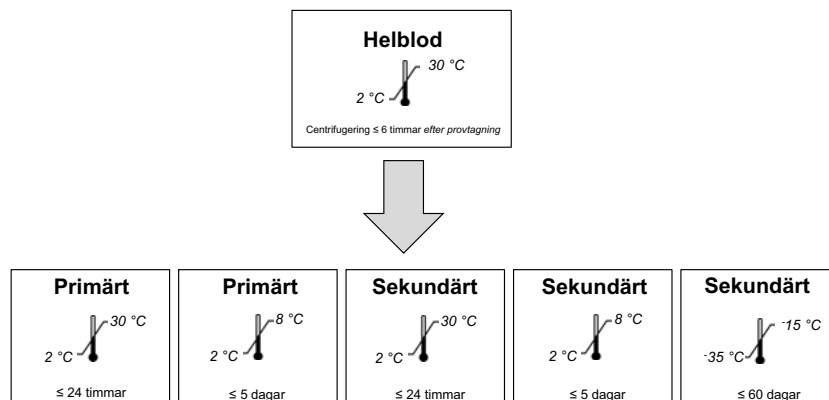 Helblod
30 °C
2 °C
Centrifugering ≤ 6 timmar efter provtagning
Primärt
30 °C
2 °C
≤ 24 timmar
Primärt
8 °C
2 °C
≤ 5 dagar
Sekundärt
30 °C
2 °C
≤ 24 timmar
Sekundärt
8 °C
2 °C
≤ 5 dagar
Sekundärt
-15 °C
-35 °C
≤ 60 dagar